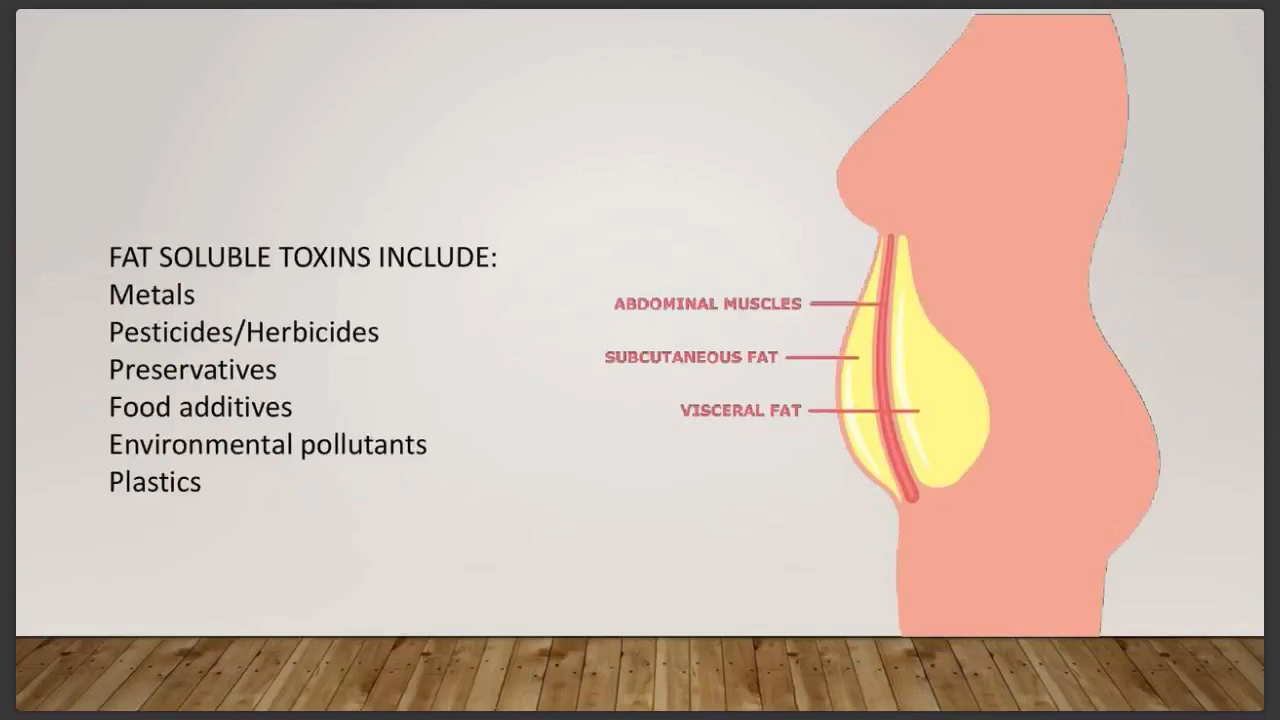 FAT SOLUBLE TOXINS INCLUDE:
Metals
Pesticides/Herbicides
Preservatives
Food additives
Environmental pollutants
Plastics
ABDOMINAL MUSCLES
SUBCUTANEOUS FAT
VISCERAL FAT